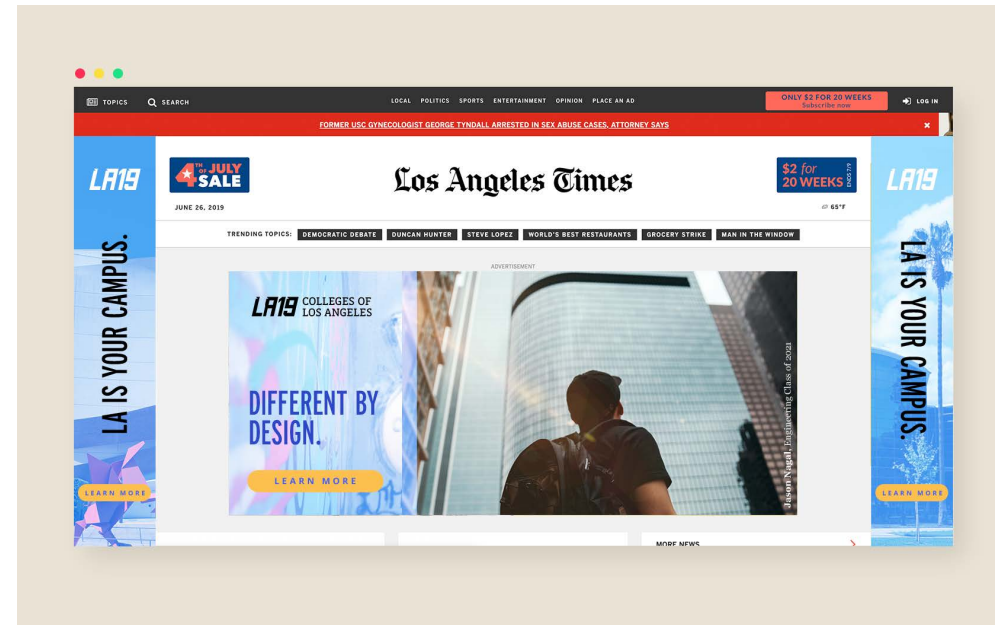 TOPICS
SEARCH
LOCAL POLITICS SPORTS ENTERTAINMENT OPINION PLACE AN AD
ONLY $2 FOR 20 WEEKS
Subscribe now
LOG IN
FORMER USC GYNECOLOGIST GEORGE TYNDALL ARRESTED IN SEX ABUSE CASES, ATTORNEY SAYS
LA19
LA IS YOUR CAMPUS.
LEARN MORE
4TH OF JULY
SALE
JUNE 26, 2019
Los Angeles Times
$2 for
20 WEEKS
ENDS 7/9
65°F
TRENDING TOPICS: DEMOCRATIC DEBATE DUNCAN HUNTER STEVE LOPEZ WORLD'S BEST RESTAURANTS GROCERY STRIKE MAN IN THE WINDOW
ADVERTISEMENT
LA19 COLLEGES OF
LOS ANGELES
DIFFERENT BY
DESIGN.
LEARN MORE
Jason Nagal, Engineering Class of 2021
LA19
LA IS YOUR CAMPUS.
LEARN MORE
MORE NEWS